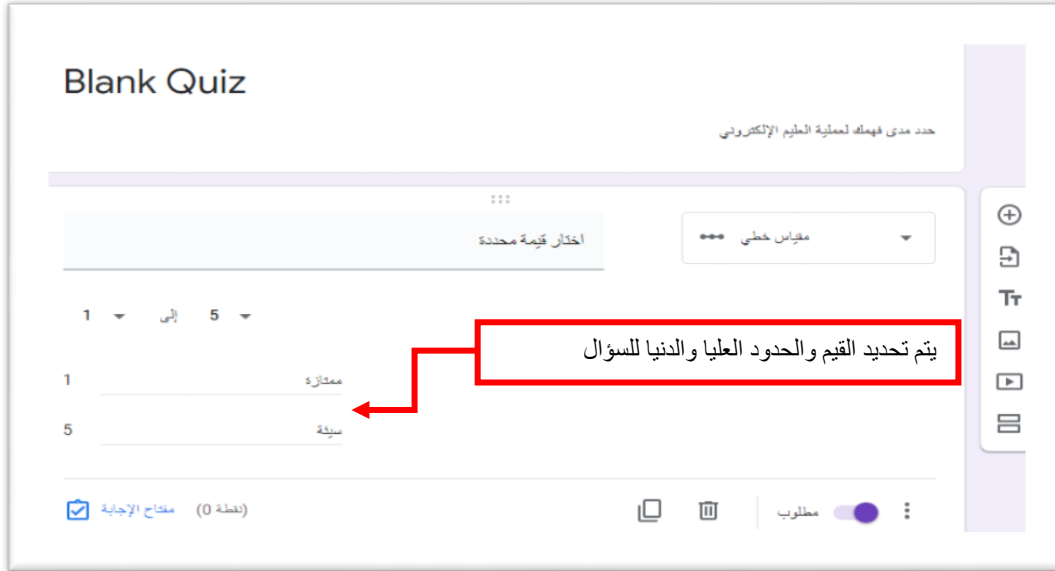 Blank Quiz
حدد مدى فهمك لعملية العليم الإلكتروني
اختار قيمة محددة
مقياس خطي
1 إلى 5
يتم تحديد القيم والحدود العليا والدنيا للسؤال
1 ممتازة
5 سيئة
مفتاح الإجابة (نقطة 0)
مطلوب
Tт